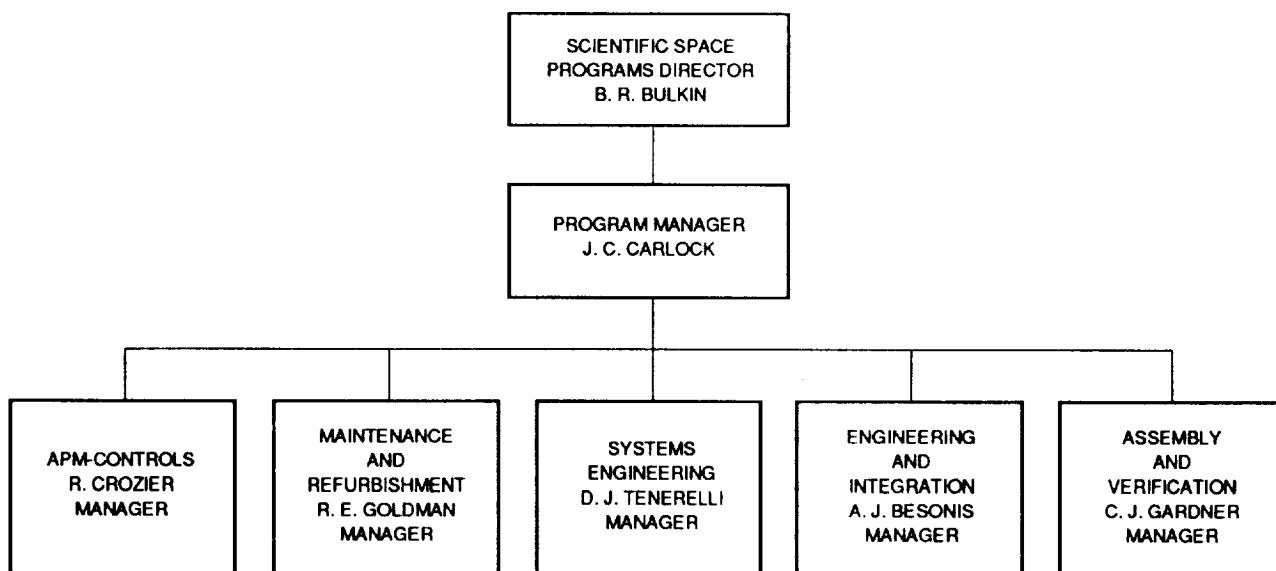 SCIENTIFIC SPACE
PROGRAMS DIRECTOR
B. R. BULKIN
PROGRAM MANAGER
J. C. CARLOCK
APM-CONTROLS
R. CROZIER
MANAGER
MAINTENANCE
AND
REFURBISHMENT
R. E. GOLDMAN
MANAGER
SYSTEMS
ENGINEERING
D. J. TENERELLI
MANAGER
ENGINEERING
AND
INTEGRATION
A. J. BESONIS
MANAGER
ASSEMBLY
AND
VERIFICATION
C. J. GARDNER
MANAGER